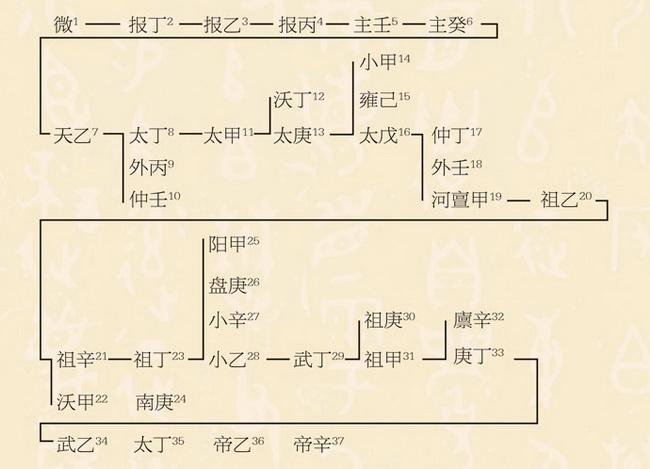 微1 报丁2 报乙3 报丙4 主壬5 主癸6
小甲14
沃丁12 雍己15
天乙7 太丁8 太甲11 太庚13 太戊16 仲丁17
外丙9 外壬18
仲壬10 河亶甲19 祖乙20
阳甲25
盘庚26
小辛27 祖庚30 廪辛32
祖辛21 祖丁23 小乙28 武丁29 祖甲31 庚丁33
沃甲22 南庚24
武乙34 太丁35 帝乙36 帝辛37